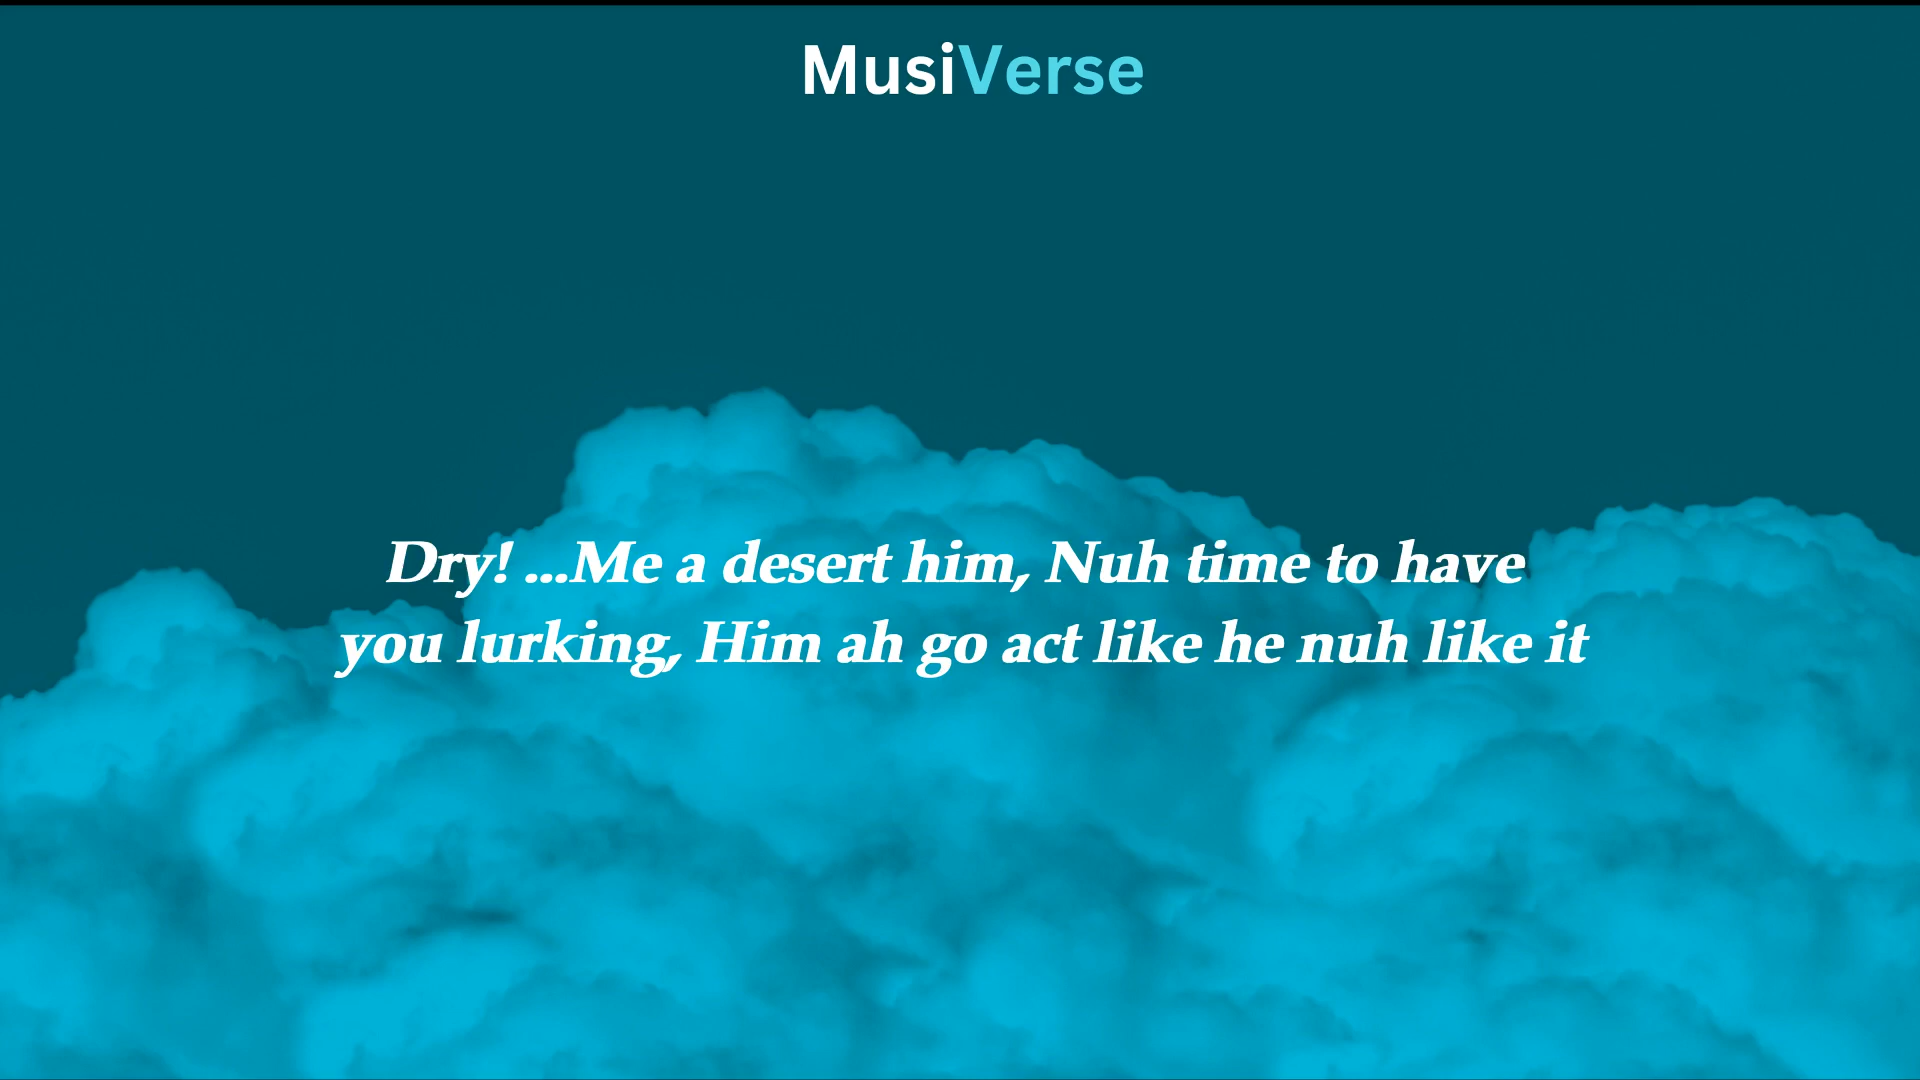 MusiVerse
Dry! ...Me a desert him, Nuh time to have
you lurking, Him ah go act like he nuh like it